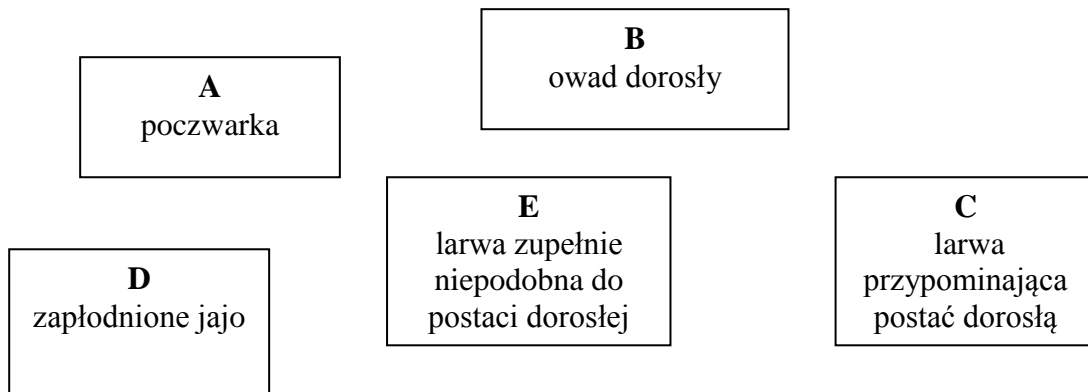 A
poczwarka
B
owad dorosły
D
zapłodnione jajo
E
larwa zupełnie
niepodobna do
postaci dorosłej
C
larwa
przypominająca
postać dorosłą